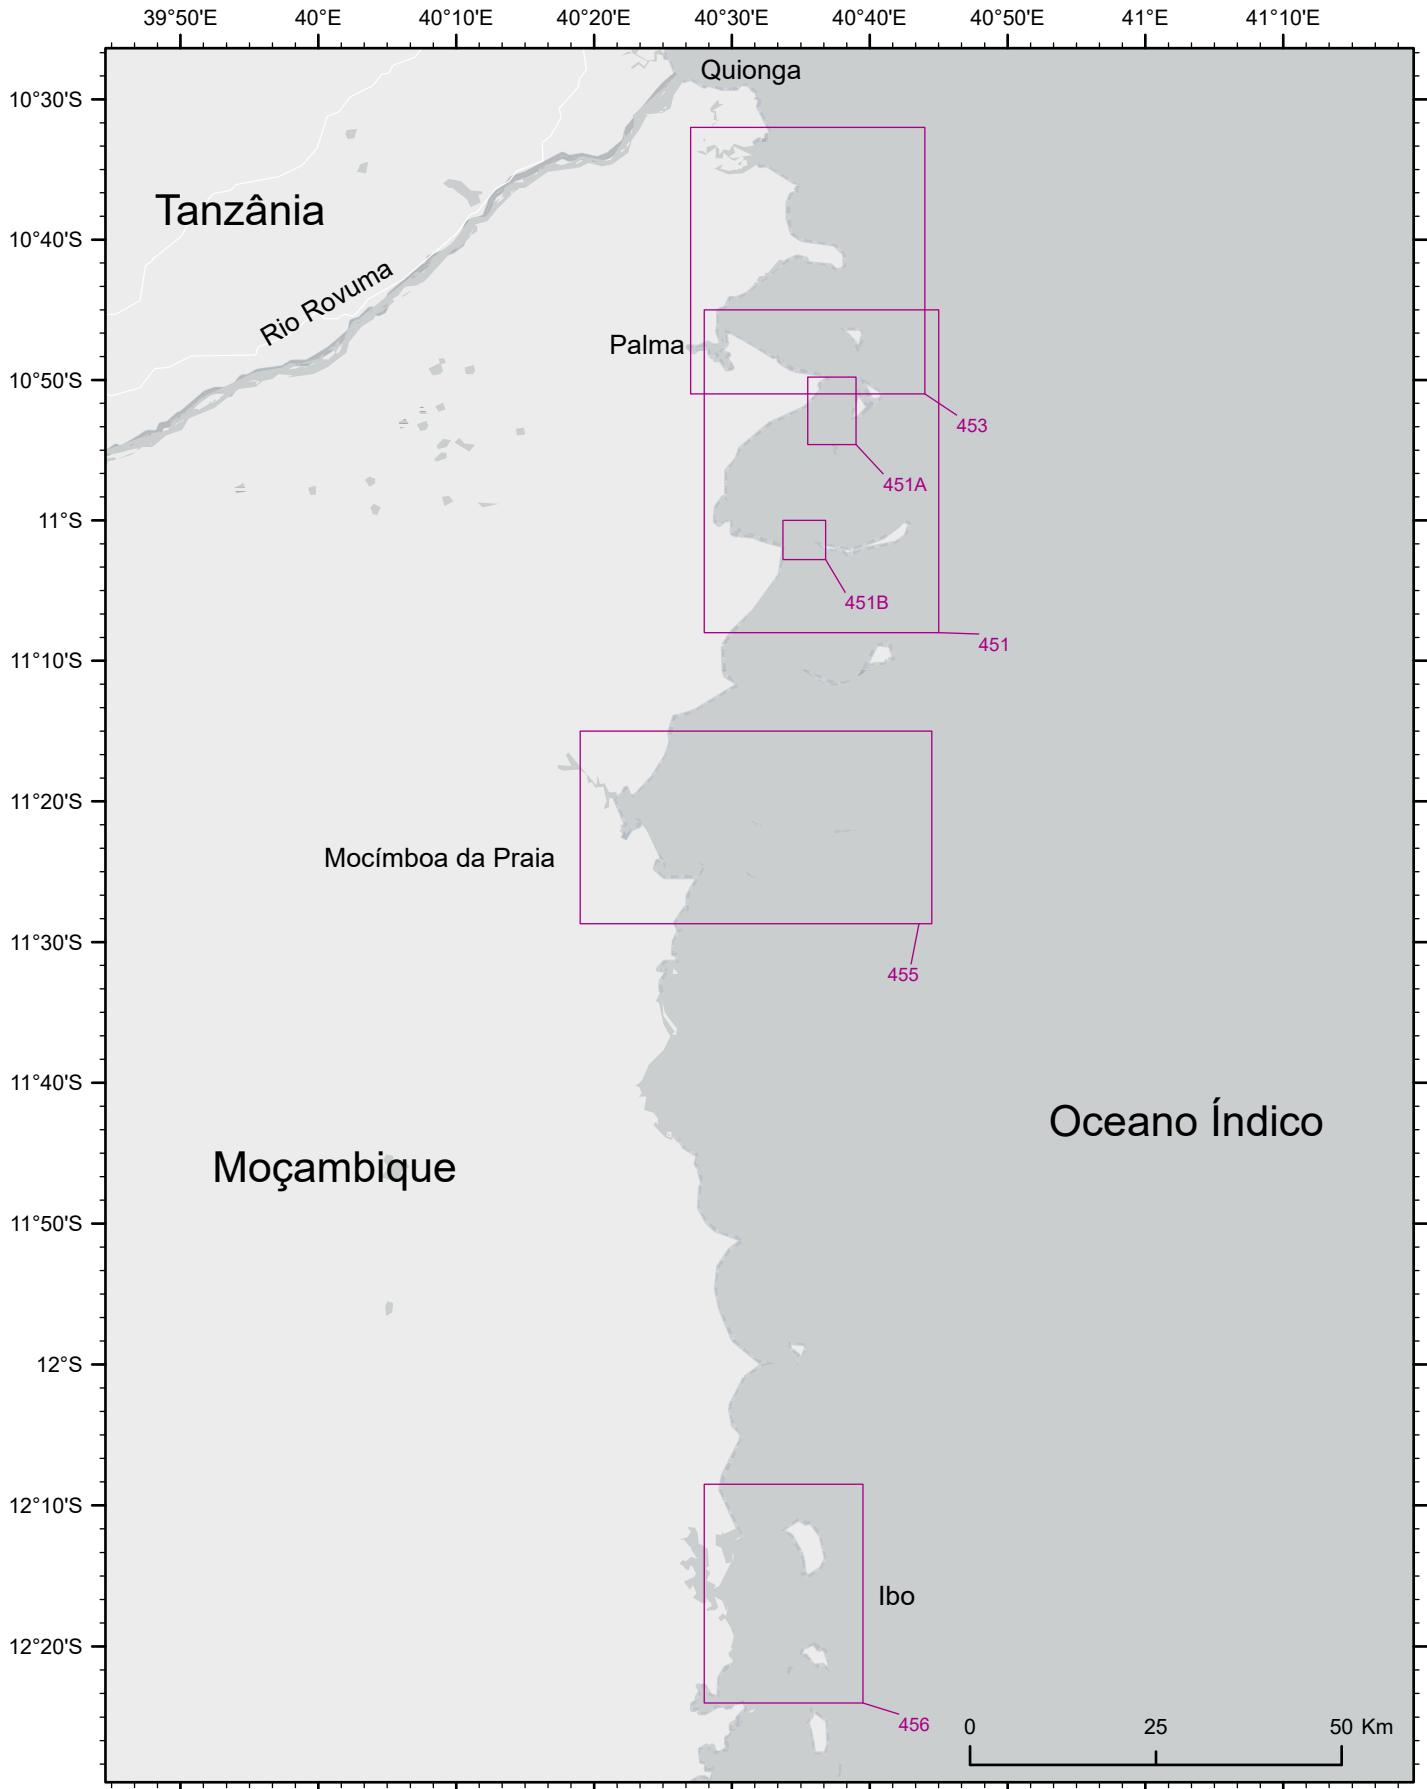 39°50'E 40°E 40°10'E 40°20'E 40°30'E 40°40'E 40°50'E 41°E 41°10'E
Quionga
10°30'S
Tanzânia
10°40'S
Rio Rovuma
Palma
10°50'S
453
451A
11°S
451B
451
11°10'S
11°20'S
Mocímboa da Praia
11°30'S
455
11°40'S
Oceano Índico
Moçambique
11°50'S
12°S
12°10'S
Ibo
12°20'S
456
0 25 50 Km